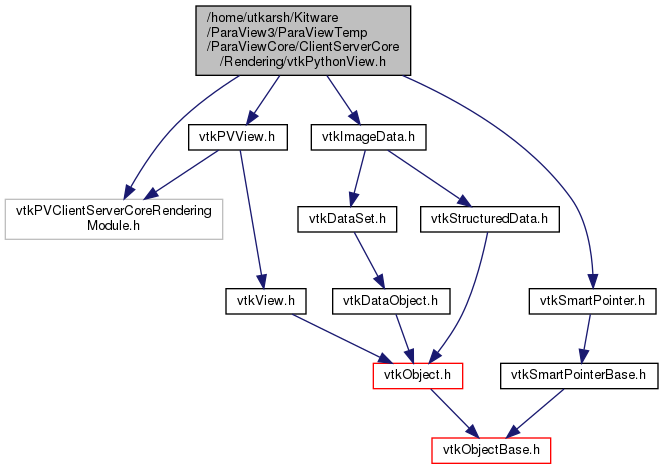 /home/utkarsh/Kitware
/ParaView3/ParaViewTemp
/ParaViewCore/ClientServerCore
/Rendering/vtkPythonView.h
vtkPVView.h
vtkImageData.h
vtkPVClientServerCoreRendering
Module.h
vtkDataSet.h
vtkStructuredData.h
vtkView.h
vtkDataObject.h
vtkSmartPointer.h
vtkObject.h
vtkSmartPointerBase.h
vtkObjectBase.h